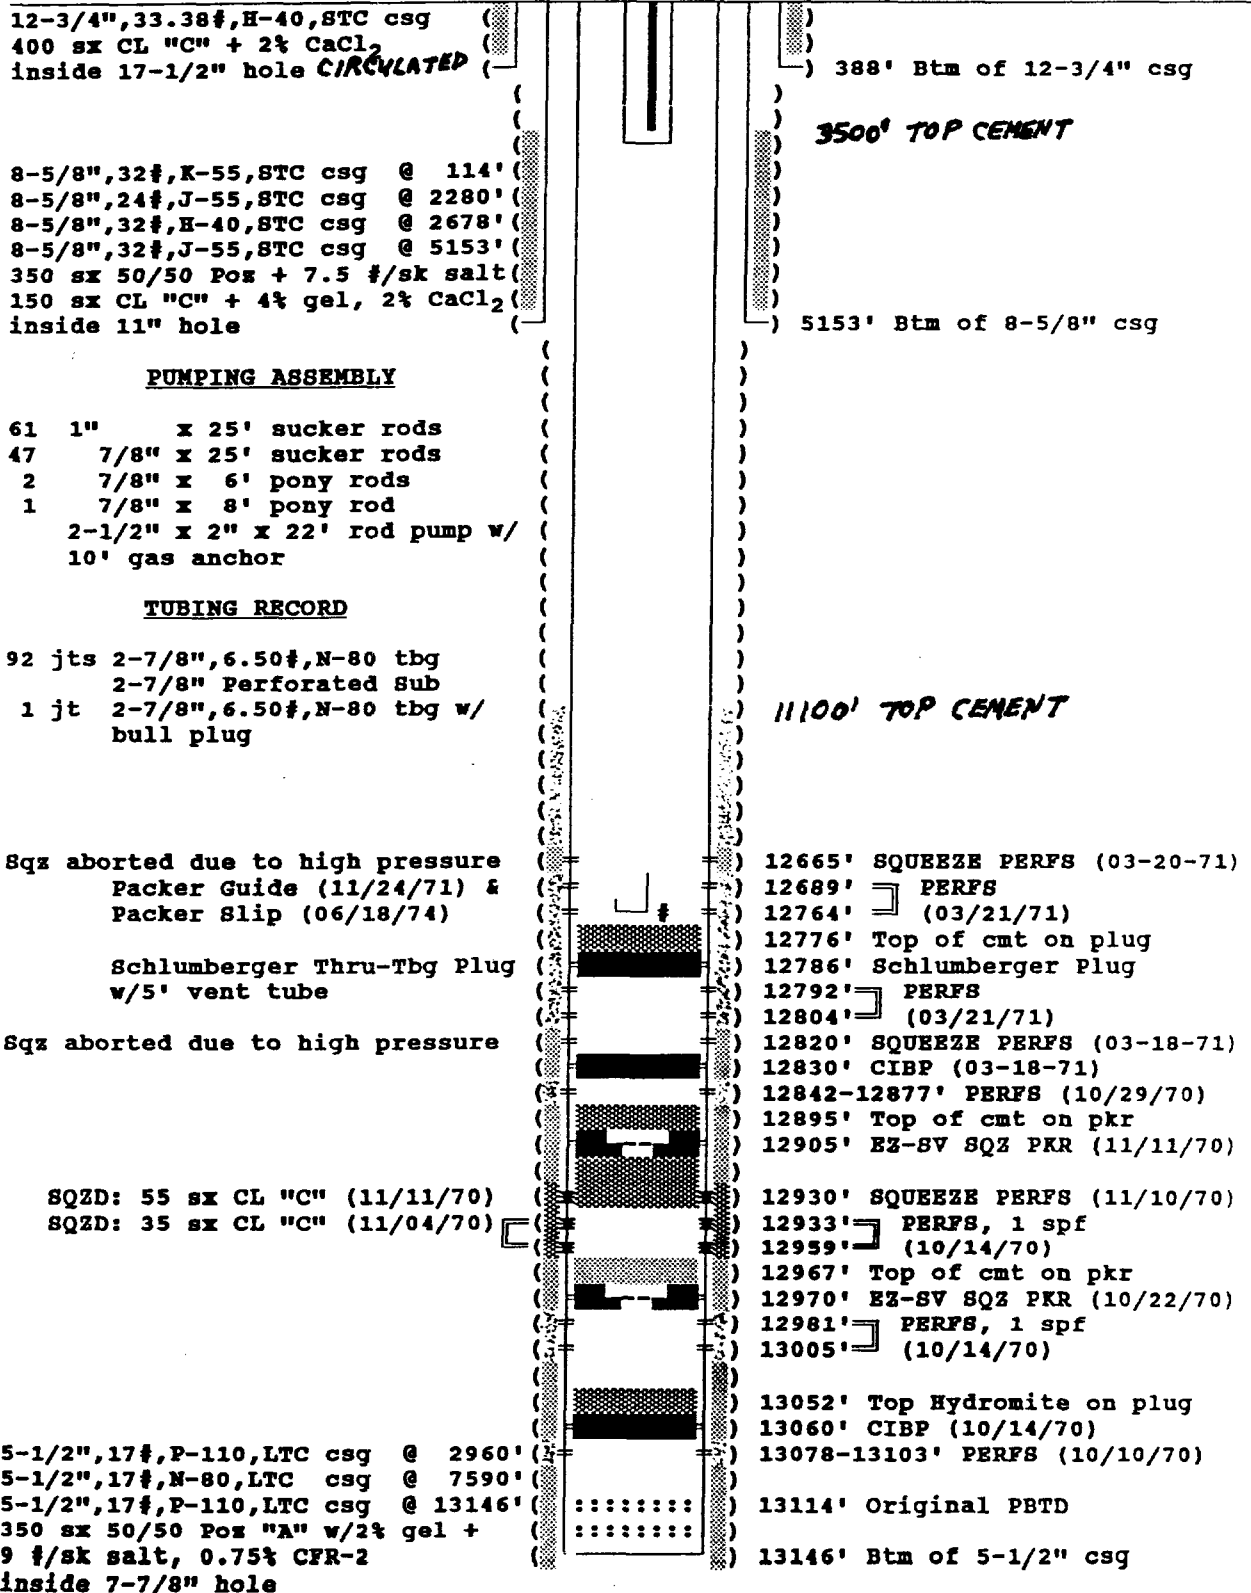 12-3/4",33.38#,H-40,STC csg
400 sx CL "C" + 2% CaCl2
inside 17-1/2" hole CIRCULATED
388' Btm of 12-3/4" csg
3500' TOP CEMENT
8-5/8",32#,K-55,STC csg @ 114'
8-5/8",24#,J-55,STC csg @ 2280'
8-5/8",32#,H-40,STC csg @ 2678'
8-5/8",32#,J-55,STC csg @ 5153'
350 sx 50/50 Poz + 7.5 #/sk salt
150 sx CL "C" + 4% gel, 2% CaCl2
inside 11" hole
5153' Btm of 8-5/8" csg
PUMPING ASSEMBLY
61 1" x 25' sucker rods
47 7/8" x 25' sucker rods
2 7/8" x 6' pony rods
1 7/8" x 8' pony rod
2-1/2" x 2" x 22' rod pump w/
10' gas anchor
TUBING RECORD
92 jts 2-7/8",6.50#,N-80 tbg
2-7/8" Perforated Sub
1 jt 2-7/8",6.50#,N-80 tbg w/
bull plug
11100' TOP CEMENT
Sqz aborted due to high pressure
Packer Guide (11/24/71) &
Packer Slip (06/18/74)
#
Schlumberger Thru-Tbg Plug
w/5' vent tube
Sqz aborted due to high pressure
12665' SQUEEZE PERFS (03-20-71)
12689' PERFS
12764' (03/21/71)
12776' Top of cmt on plug
12786' Schlumberger Plug
12792' PERFS
12804' (03/21/71)
12820' SQUEEZE PERFS (03-18-71)
12830' CIBP (03-18-71)
12842-12877' PERFS (10/29/70)
12895' Top of cmt on pkr
12905' EZ-SV SQZ PKR (11/11/70)
SQZD: 55 sx CL "C" (11/11/70)
SQZD: 35 sx CL "C" (11/04/70)
12930' SQUEEZE PERFS (11/10/70)
12933' PERFS, 1 spf
12959' (10/14/70)
12967' Top of cmt on pkr
12970' EZ-SV SQZ PKR (10/22/70)
12981' PERFS, 1 spf
13005' (10/14/70)
13052' Top Hydromite on plug
13060' CIBP (10/14/70)
13078-13103' PERFS (10/10/70)
5-1/2",17#,P-110,LTC csg @ 2960'
5-1/2",17#,N-80,LTC csg @ 7590'
5-1/2",17#,P-110,LTC csg @ 13146'
350 sx 50/50 Poz "A" w/2% gel +
9 #/sk salt, 0.75% CFR-2
inside 7-7/8" hole
13114' Original PBTD
13146' Btm of 5-1/2" csg